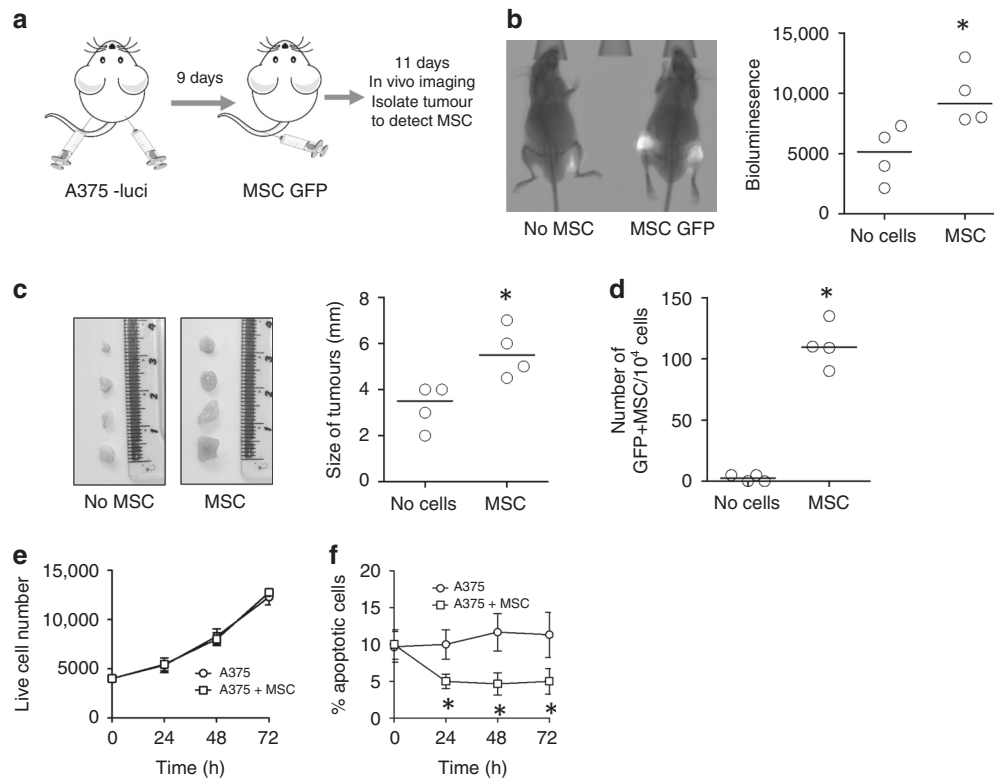 a
9 days
11 days
In vivo imaging
Isolate tumour
to detect MSC
A375 -luci
MSC GFP
b
No MSC
MSC GFP
Bioluminesence
15,000
10,000
5000
0
*
No cells
MSC
c
No MSC
MSC
Size of tumours (mm)
8
6
4
2
0
*
No cells
MSC
d
Number of
GFP+MSC/10⁴ cells
150
100
50
0
*
No cells
MSC
e
Live cell number
15,000
10,000
5000
0
A375
A375 + MSC
0 24 48 72
Time (h)
f
% apoptotic cells
20
15
10
5
0
A375
A375 + MSC
* * *
0 24 48 72
Time (h)